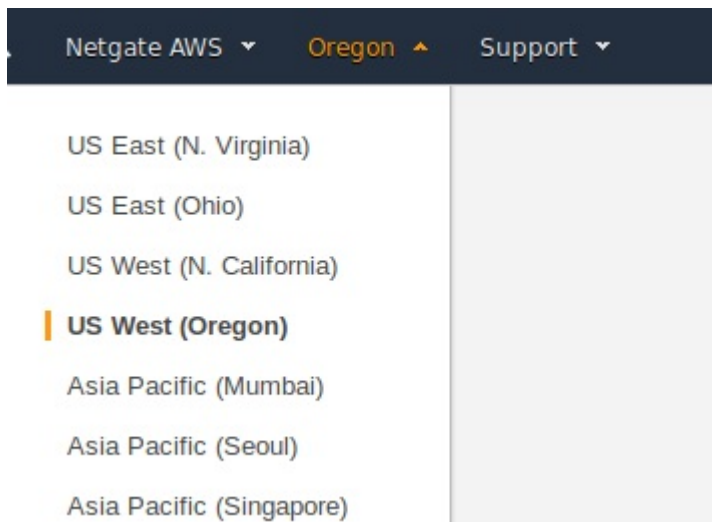 Netgate AWS Oregon Support
US East (N. Virginia)
US East (Ohio)
US West (N. California)
US West (Oregon)
Asia Pacific (Mumbai)
Asia Pacific (Seoul)
Asia Pacific (Singapore)